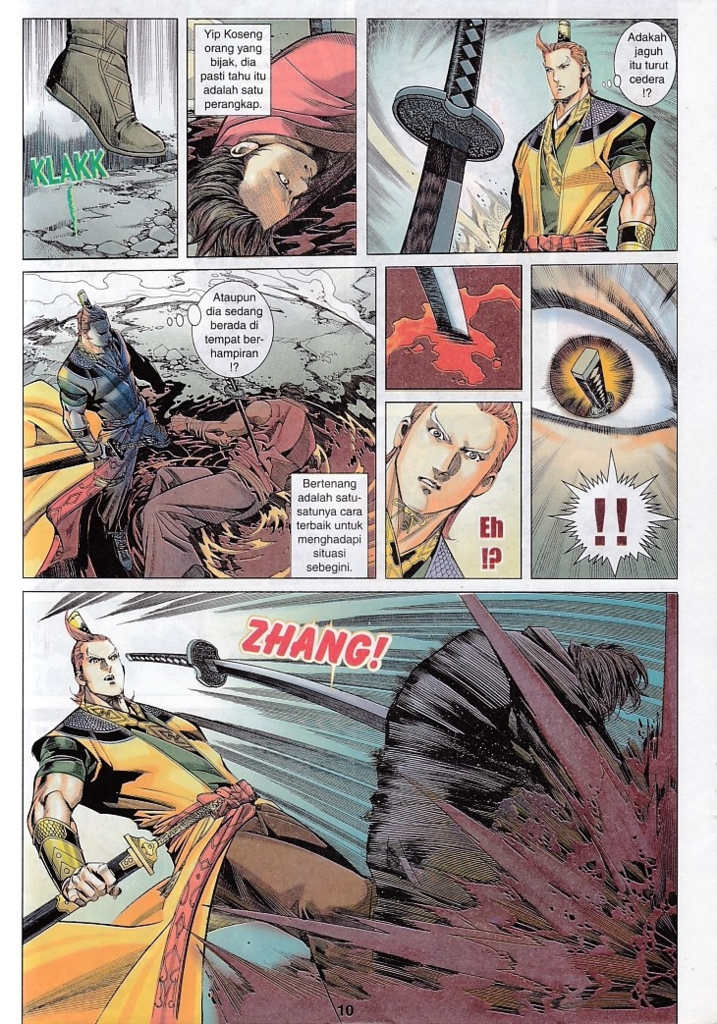 KLAKK
Yip Koseng
orang yang
bijak, dia
pasti tahu itu
adalah satu
perangkap.
Adakah
jaguh
itu turut
cedera
!?
Ataupun
dia sedang
berada di
tempat ber-
hampiran
!?
Bertenang
adalah satu-
satunya cara
terbaik untuk
menghadapi
situasi
sebegini.
Eh
!?
!!
ZHANG!
10